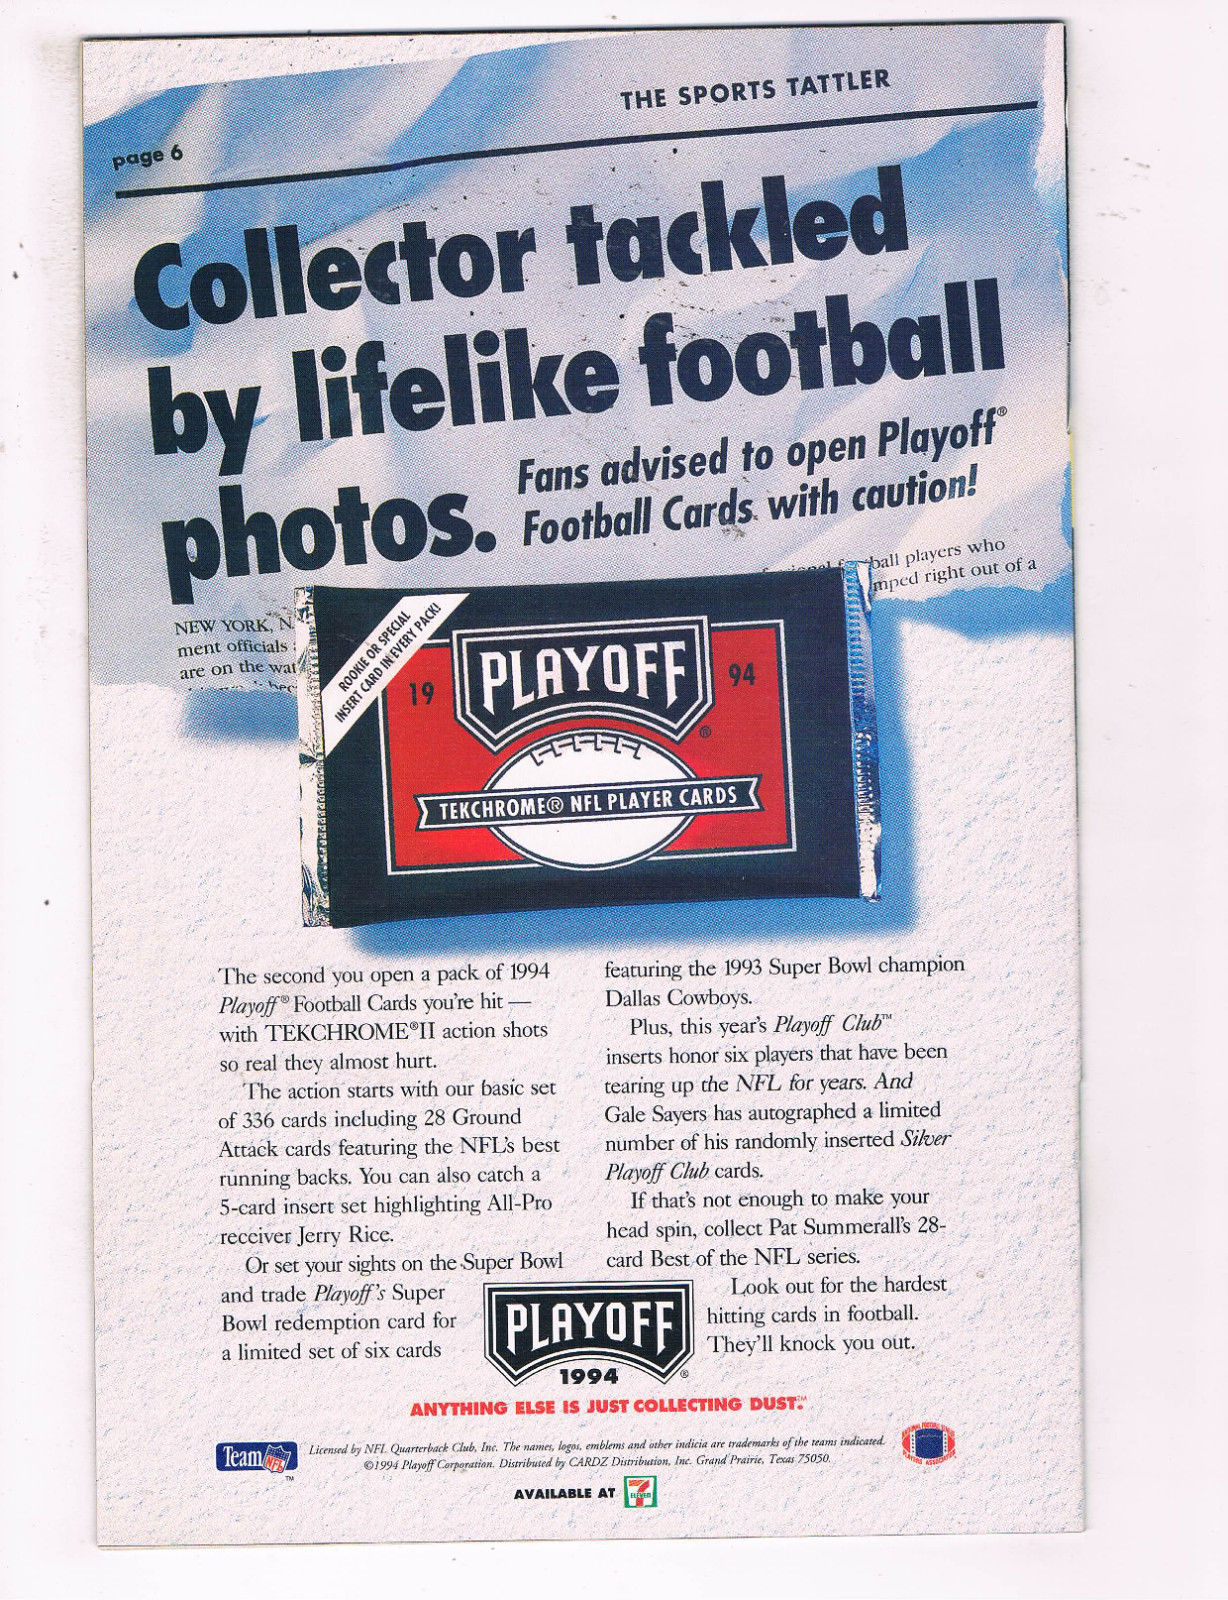 THE SPORTS TATTLER
page 6
Collector tackled
by lifelike football
photos.
Fans advised to open Playoff®
Football Cards with caution!
NEW YORK, N
ment officials
are on the wat
ball players who
mped right out of a
ROOKIE OR SPECIAL
INSERT CARD IN EVERY PACK!
19 PLAYOFF 94
®
TEKCHROME® NFL PLAYER CARDS
The second you open a pack of 1994
Playoff® Football Cards you're hit —
with TEKCHROME®II action shots
so real they almost hurt.
The action starts with our basic set
of 336 cards including 28 Ground
Attack cards featuring the NFL's best
running backs. You can also catch a
5-card insert set highlighting All-Pro
receiver Jerry Rice.
Or set your sights on the Super Bowl
and trade Playoff's Super
Bowl redemption card for
a limited set of six cards
featuring the 1993 Super Bowl champion
Dallas Cowboys.
Plus, this year's Playoff Club™
inserts honor six players that have been
tearing up the NFL for years. And
Gale Sayers has autographed a limited
number of his randomly inserted Silver
Playoff Club cards.
If that's not enough to make your
head spin, collect Pat Summerall's 28-
card Best of the NFL series.
Look out for the hardest
hitting cards in football.
They'll knock you out.
PLAYOFF
1994 ®
ANYTHING ELSE IS JUST COLLECTING DUST.™
Team NFL ™
Licensed by NFL Quarterback Club, Inc. The names, logos, emblems and other indicia are trademarks of the teams indicated.
©1994 Playoff Corporation. Distributed by CARDZ Distribution, Inc. Grand Prairie, Texas 75050.
AVAILABLE AT 7 ELEVEN